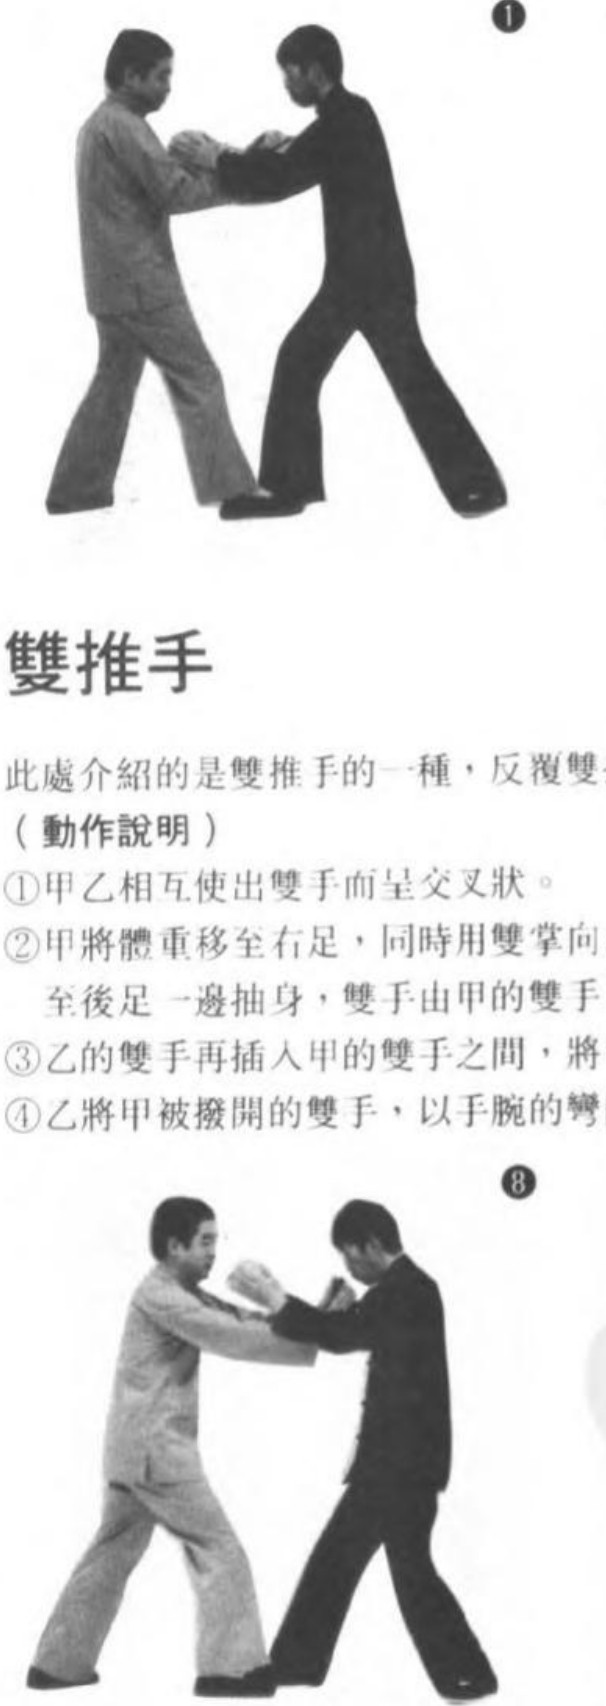 ❶
雙推手
此處介紹的是雙推手的一種，反覆雙
（動作說明）
①甲乙相互使出雙手而呈交叉狀。
②甲將體重移至右足，同時用雙掌向
至後足一邊抽身，雙手由甲的雙手
③乙的雙手再插入甲的雙手之間，將
④乙將甲被撥開的雙手，以手腕的彎
❽